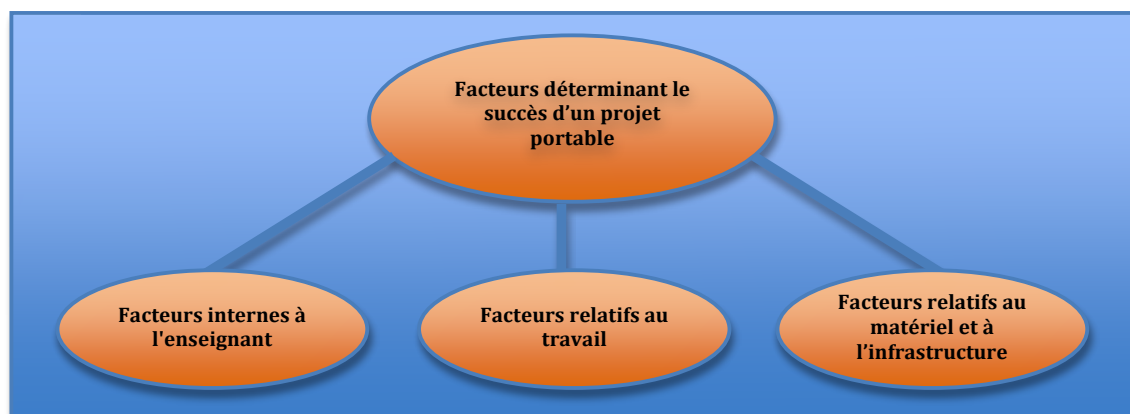 Facteurs déterminant le
succès d’un projet
portable
Facteurs internes à
l'enseignant
Facteurs relatifs au
travail
Facteurs relatifs au
matériel et à
l’infrastructure